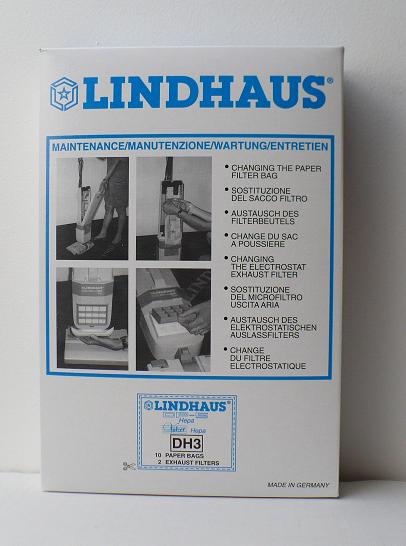 LINDHAUS®
MAINTENANCE/MANUTENZIONE/WARTUNG/ENTRETIEN
• CHANGING THE PAPER
FILTER BAG
• SOSTITUZIONE
DEL SACCO FILTRO
• AUSTAUSCH DES
FILTERBEUTELS
• CHANGE DU SAC
A POUSSIERE
• CHANGING
THE ELECTROSTAT
EXHAUST FILTER
• SOSTITUZIONE
DEL MICROFILTRO
USCITA ARIA
• AUSTAUSCH DES
ELEKTROSTATISCHEN
AUSLASSFILTERS
• CHANGE
DU FILTRE
ELECTROSTATIQUE
LINDHAUS
LINDHAUS®
Hepa
Hepa
DH3
10 PAPER BAGS
2 EXHAUST FILTERS
MADE IN GERMANY